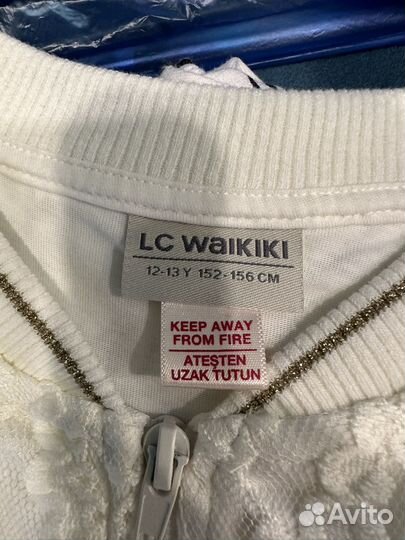 LC WAIKIKI
12-13 Y 152-156 CM
KEEP AWAY
FROM FIRE
ATEŞTEN
UZAK TUTUN
Avito